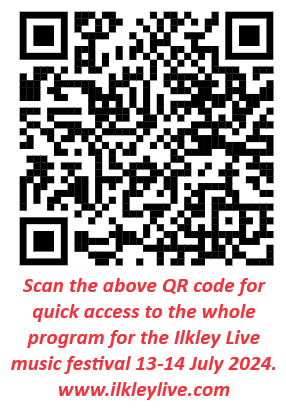 Scan the above QR code for
quick access to the whole
program for the Ilkley Live
music festival 13-14 July 2024.
www.ilkleylive.com